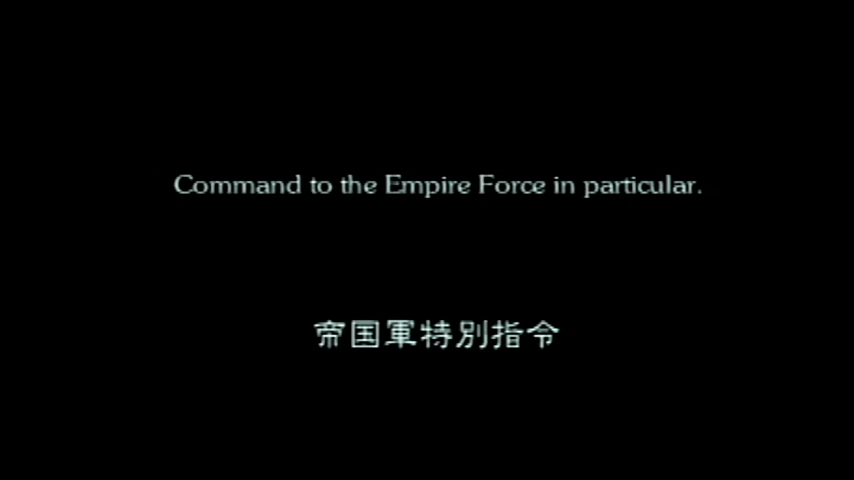 Command to the Empire Force in particular.
帝国軍特別指令